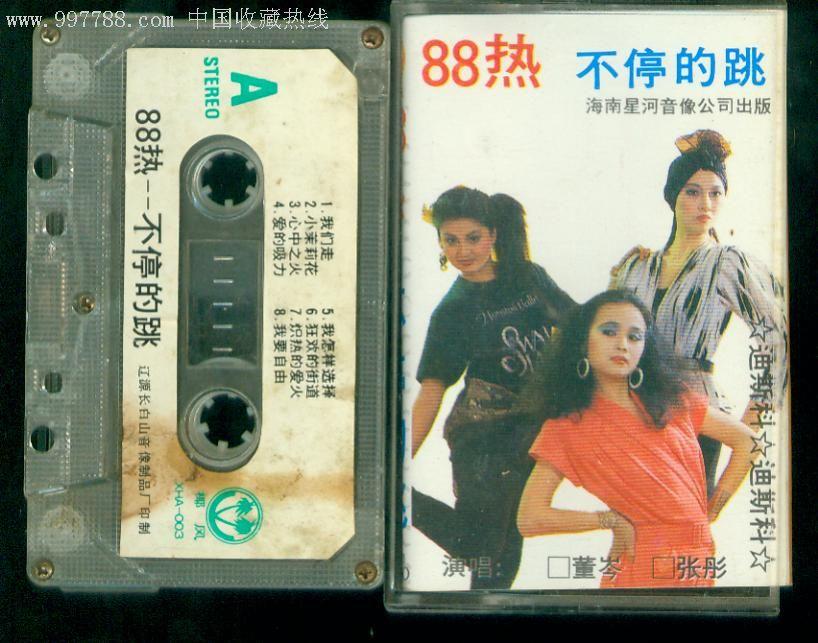 www.997788.com 中国收藏热线
A
STEREO
88热--不停的跳
1.我们走
2.小茉莉花
3.心中之火
4.爱的吸力
5.我怎样选择
6.狂欢的街道
7.炽热的爱火
8.我要自由
辽源长白山音像制品厂印制
椰风
XHA-003
88热 不停的跳
海南星河音像公司出版
☆迪斯科☆迪斯科☆
演唱: □董岑 □张彤